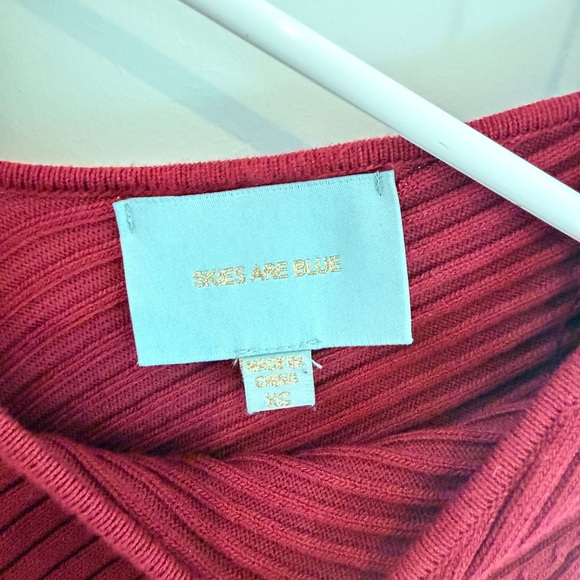 SKIES ARE BLUE
MADE IN
CHINA
XS